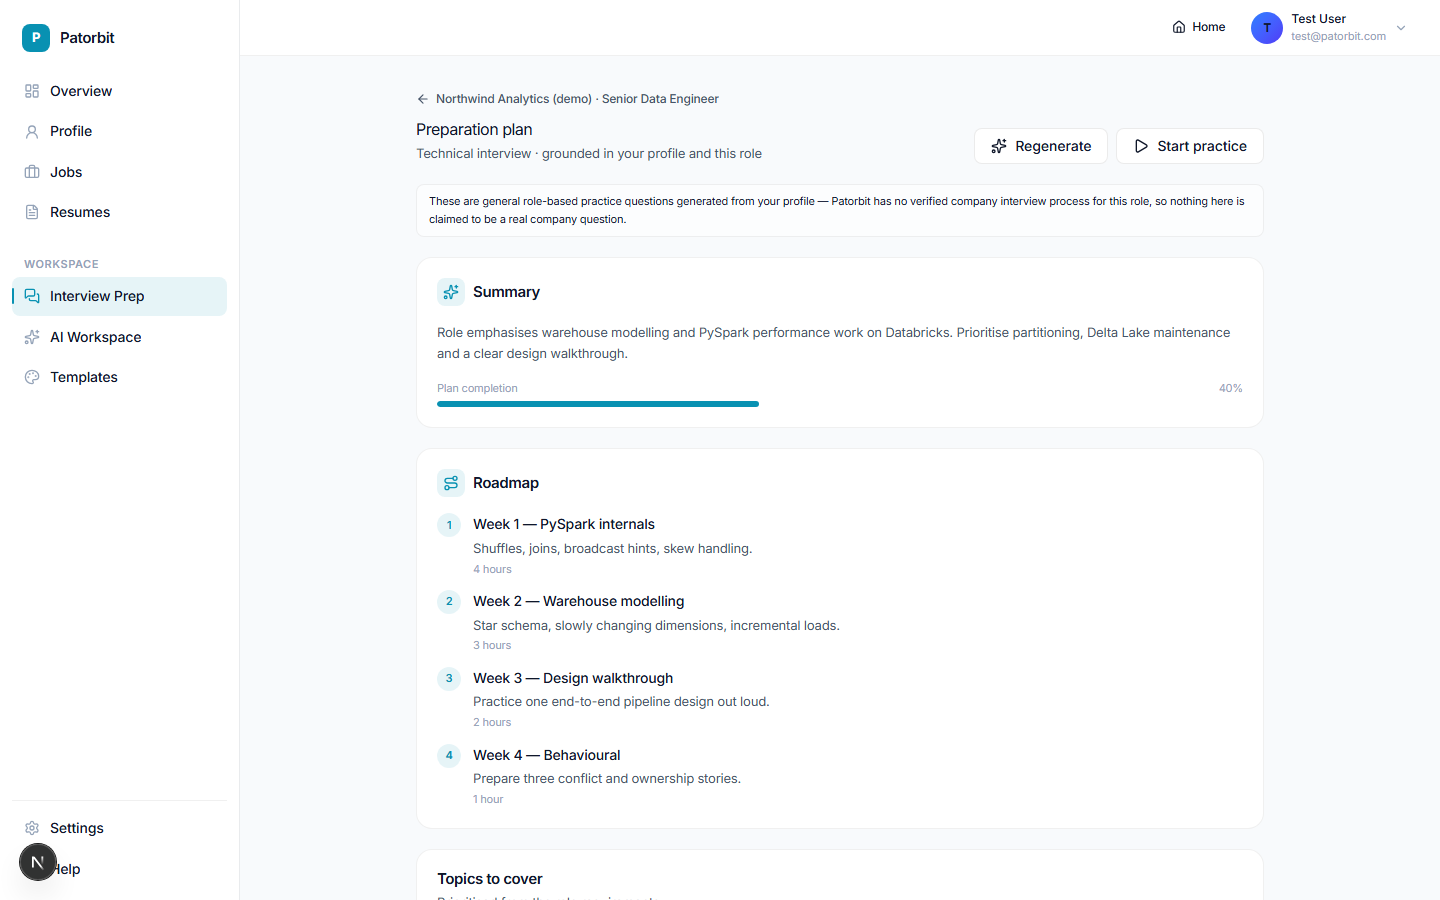 P Patorbit
Overview
Profile
Jobs
Resumes
WORKSPACE
Interview Prep
AI Workspace
Templates
Settings
N
Help
Home
T
Test User
test@patorbit.com
Northwind Analytics (demo) · Senior Data Engineer
Preparation plan
Technical interview · grounded in your profile and this role
Regenerate
Start practice
These are general role-based practice questions generated from your profile — Patorbit has no verified company interview process for this role, so nothing here is
claimed to be a real company question.
Summary
Role emphasises warehouse modelling and PySpark performance work on Databricks. Prioritise partitioning, Delta Lake maintenance
and a clear design walkthrough.
Plan completion 40%
Roadmap
1 Week 1 — PySpark internals
Shuffles, joins, broadcast hints, skew handling.
4 hours
2 Week 2 — Warehouse modelling
Star schema, slowly changing dimensions, incremental loads.
3 hours
3 Week 3 — Design walkthrough
Practice one end-to-end pipeline design out loud.
2 hours
4 Week 4 — Behavioural
Prepare three conflict and ownership stories.
1 hour
Topics to cover